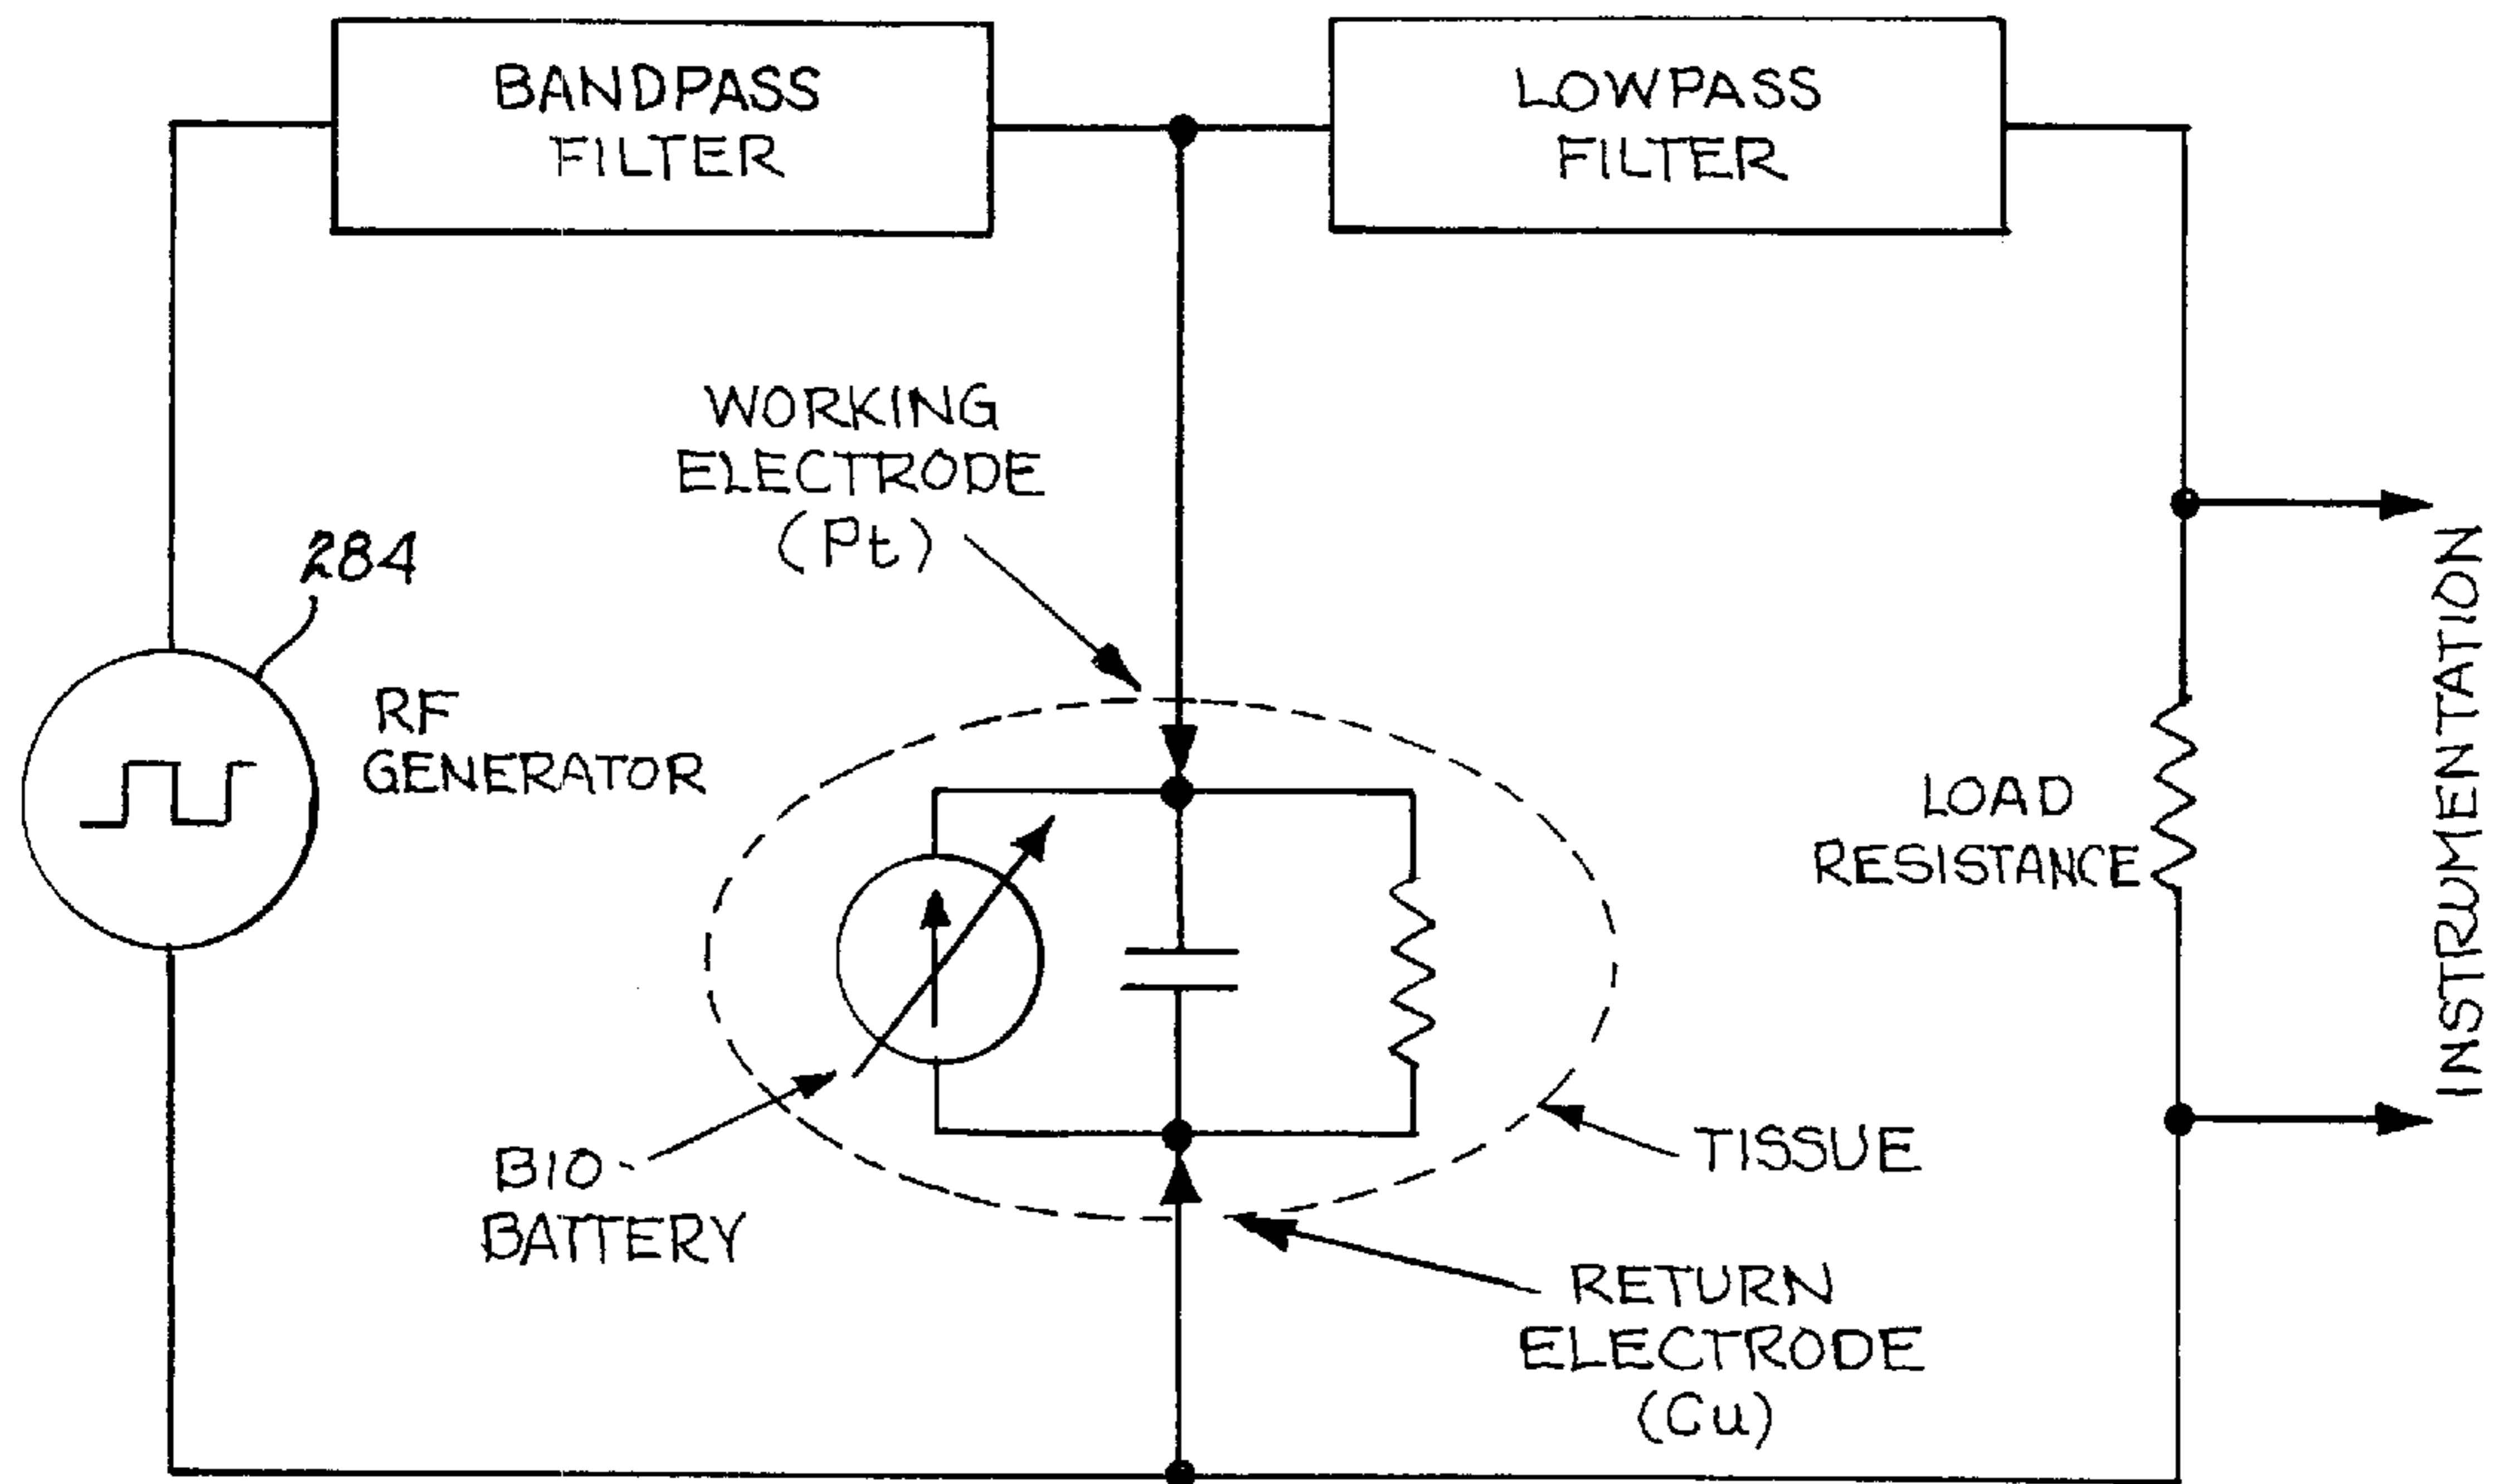 BANDPASS
FILTER
LOWPASS
FILTER
WORKING
ELECTRODE
(Pt)
284
RF
GENERATOR
LOAD
RESISTANCE
INSTRUMENTATION
BIO-
BATTERY
TISSUE
RETURN
ELECTRODE
(Cu)